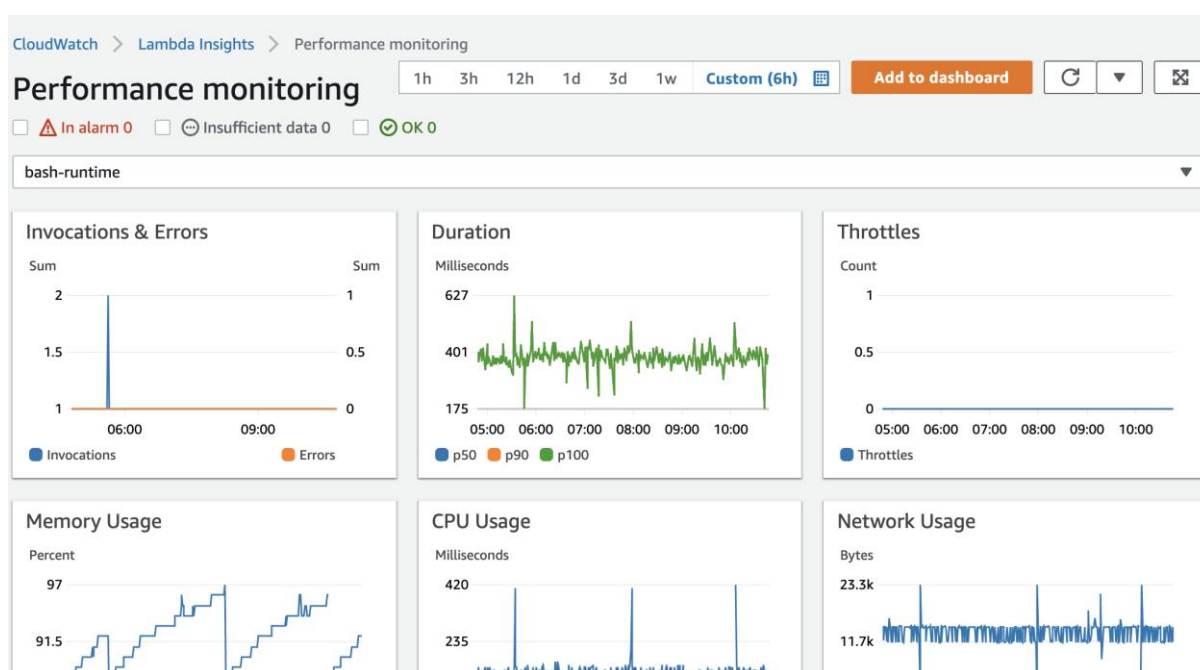 CloudWatch > Lambda Insights > Performance monitoring
Performance monitoring
1h 3h 12h 1d 3d 1w Custom (6h) Add to dashboard
In alarm 0 Insufficient data 0 OK 0
bash-runtime
Invocations & Errors
Sum Sum
2 1
1.5 0.5
1 0
06:00 09:00
Invocations Errors
Duration
Milliseconds
627
401
175
05:00 06:00 07:00 08:00 09:00 10:00
p50 p90 p100
Throttles
Count
1
0.5
0
05:00 06:00 07:00 08:00 09:00 10:00
Throttles
Memory Usage
Percent
97
91.5
CPU Usage
Milliseconds
420
235
Network Usage
Bytes
23.3k
11.7k